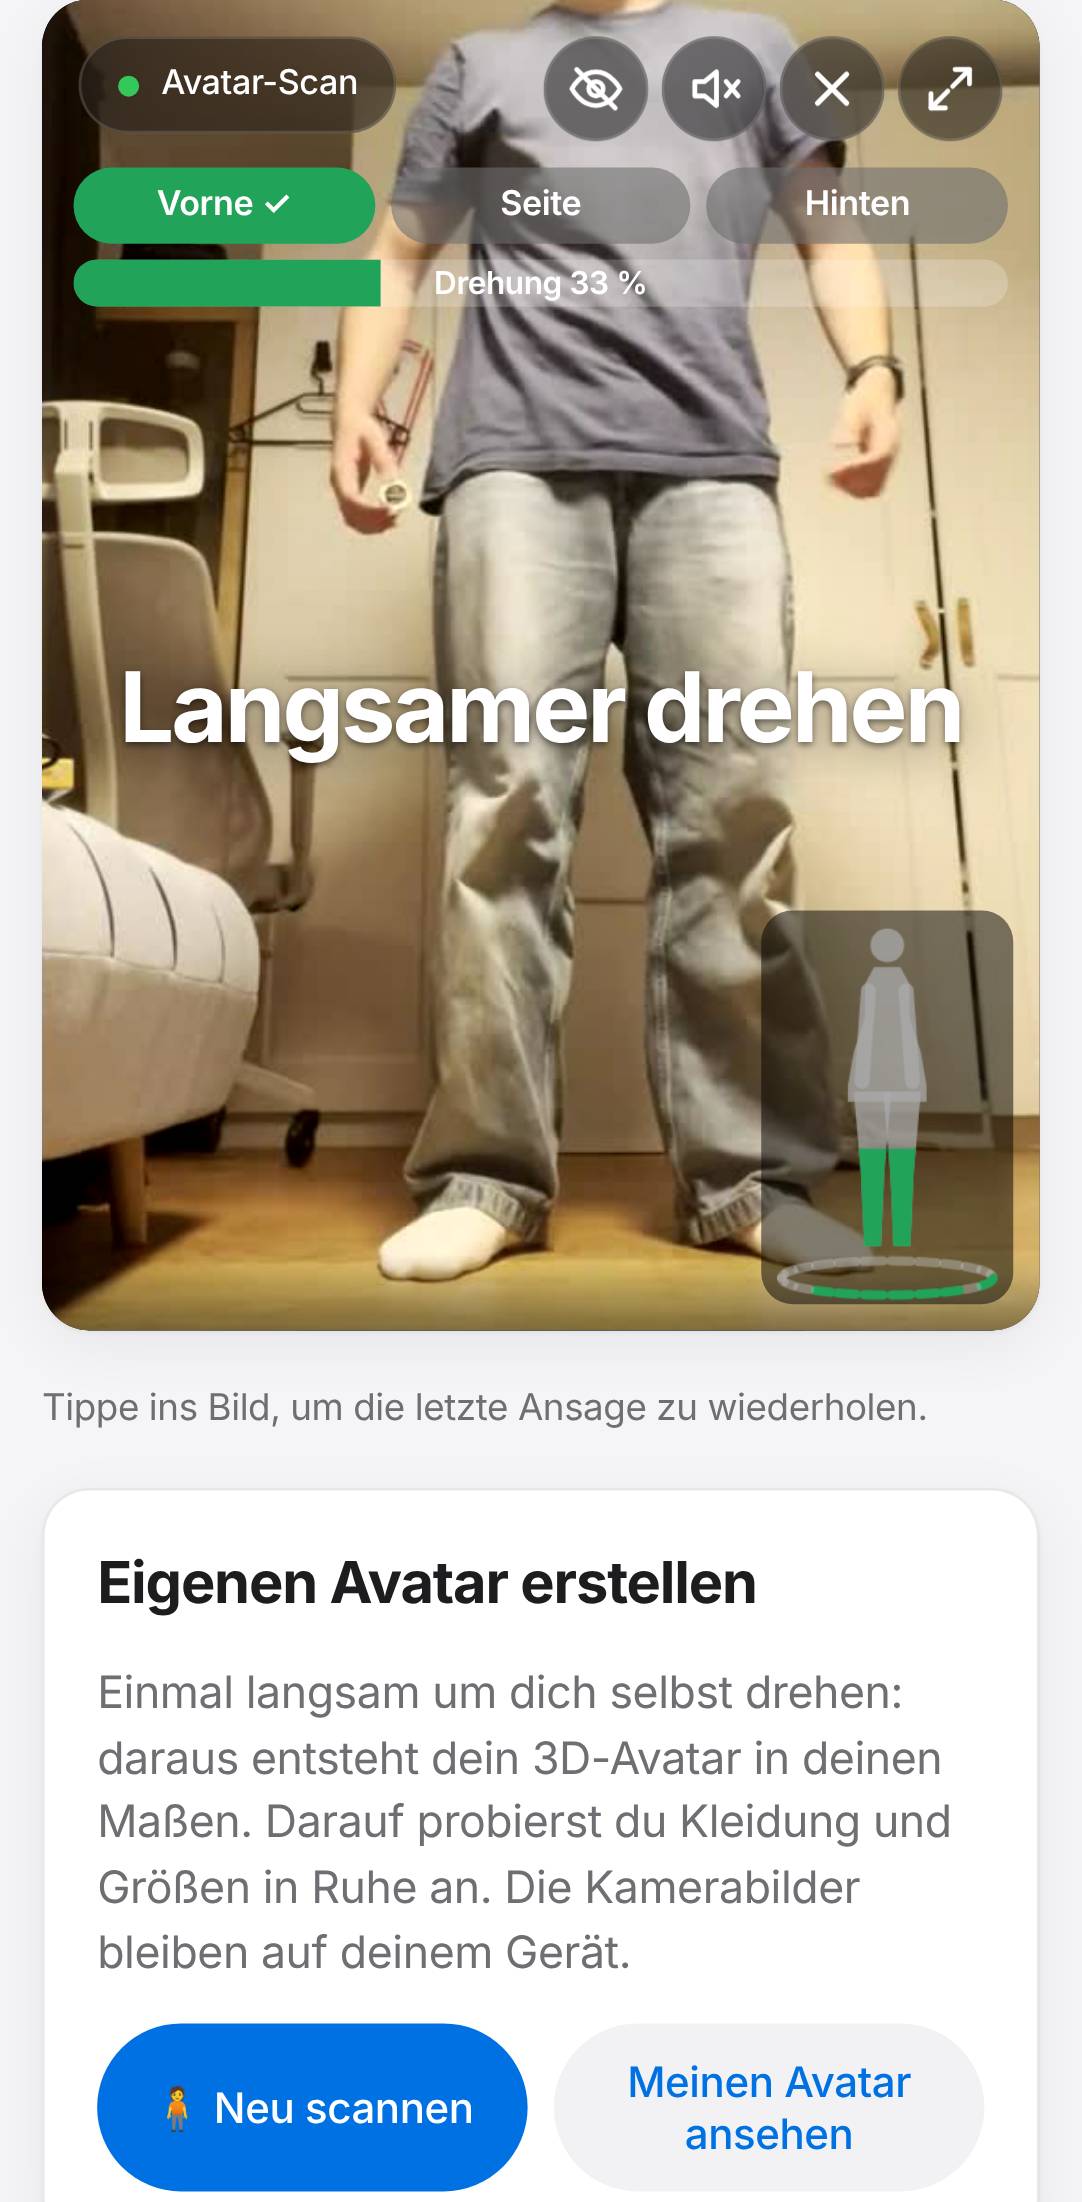 Avatar-Scan
Vorne ✓
Seite
Hinten
Drehung 33 %
Langsamer drehen
Tippe ins Bild, um die letzte Ansage zu wiederholen.
Eigenen Avatar erstellen
Einmal langsam um dich selbst drehen:
daraus entsteht dein 3D-Avatar in deinen
Maßen. Darauf probierst du Kleidung und
Größen in Ruhe an. Die Kamerabilder
bleiben auf deinem Gerät.
🧍 Neu scannen
Meinen Avatar
ansehen